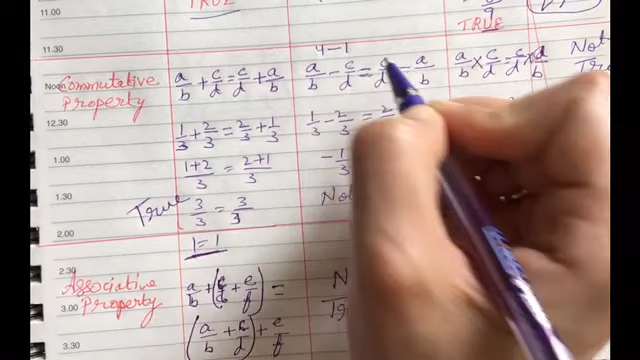 11.00
TRUE
9
TRUE
11.30
4-1
Noon Commutative Property
a/b + c/d = c/d + a/b
a/b - c/d = c/d - a/b
a/b × c/d = c/d × a/b
Not
12.30
1/3 + 2/3 = 2/3 + 1/3
1/3 - 2/3 = 2/
1.00
1+2/3 = 2+1/3
-1/3
1.30
True
3/3 = 3/3
Not
2.00
1 = 1
2.30
Associative Property
a/b + (c/d + e/f) =
3.00
(a/b + c/d) + e/f
3.30